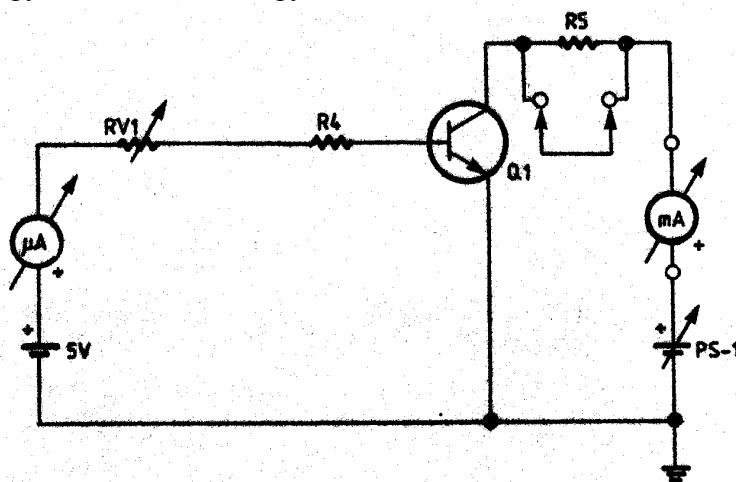 R5
RV1
R4
Q1
μA
+
mA
+
+
5V
+
PS-1